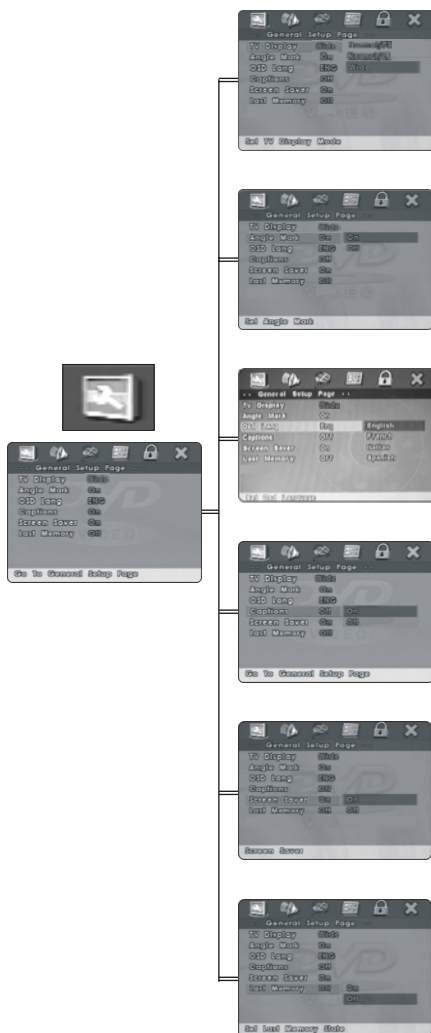 General Setup Page
TV Display Wide Normal/PS
Angle Mark On Normal/LB
OSD Lang ENG Wide
Captions Off
Screen Saver On
Last Memory Off
Set TV Display Mode
General Setup Page
TV Display Wide
Angle Mark On On
OSD Lang ENG Off
Captions Off
Screen Saver On
Last Memory Off
Set Angle Mark
-- General Setup Page --
Tv Display Wide
Angle Mark On
Osd Lang Eng English
Captions Off French
Screen Saver On Italian
Last Memory Off Spanish
Set Osd Language
General Setup Page
TV Display Wide
Angle Mark On
OSD Lang ENG
Captions On
Screen Saver On
Last Memory Off
Go To General Setup Page
General Setup Page
TV Display Wide
Angle Mark On
OSD Lang ENG
Captions Off On
Screen Saver On Off
Last Memory Off
Go To General Setup Page
General Setup Page
TV Display Wide
Angle Mark On
OSD Lang ENG
Captions Off
Screen Saver On On
Last Memory Off Off
Screen Saver
General Setup Page
TV Display Wide
Angle Mark On
OSD Lang ENG
Captions Off
Screen Saver On
Last Memory Off On
Off
Set Last Memory State